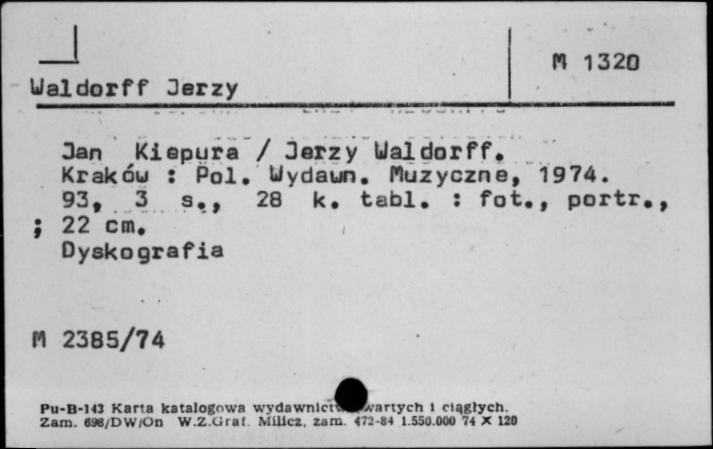 M 1320
Waldorff Jerzy
Jan Kiepura / Jerzy Waldorff.
Kraków : Pol. Wydawn. Muzyczne, 1974.
93, 3 s., 28 k. tabl. : fot., portr.,
; 22 cm.
Dyskografia
M 2385/74
Pu-B-143 Karta katalogowa i ciągłych.
Zam. 698/DW/On W.Z.Graf. Milicz, zam. 472-84 1.550.000 74 X 120